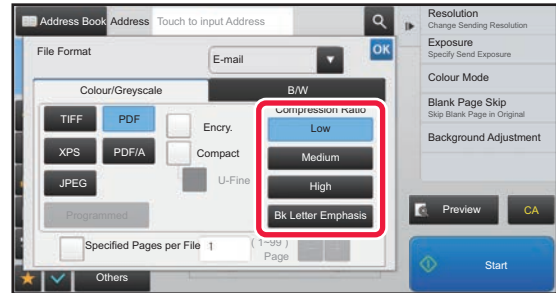 Address Book
Address
Touch to input Address
File Format
E-mail
OK
Colour/Greyscale
B/W
TIFF
PDF
Encry.
XPS
PDF/A
Compact
JPEG
U-Fine
Programmed
Compression Ratio
Low
Medium
High
Bk Letter Emphasis
Specified Pages per File
1
( 1~99 )
Page
Others
Resolution
Change Sending Resolution
Exposure
Specify Send Exposure
Colour Mode
Blank Page Skip
Skip Blank Page in Original
Background Adjustment
Preview
CA
Start